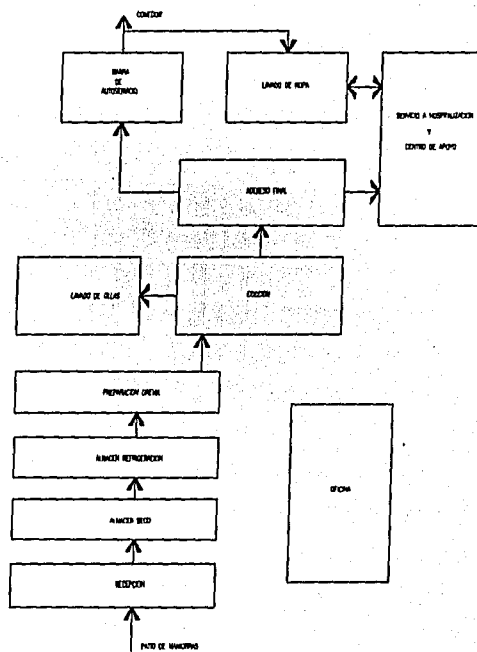 COMEDOR
BARRA
DE
AUTOSERVICIO
LAVADO DE ROPA
SERVICIO A HOSPITALIZACION
Y
CENTRO DE APOYO
ADEREZO FINAL
LAVADO DE OLLAS
COCCION
PREPARACION PREVIA
ALMACEN REFRIGERACION
ALMACEN SECO
OFICINA
RECEPCION
PATIO DE MANIOBRAS